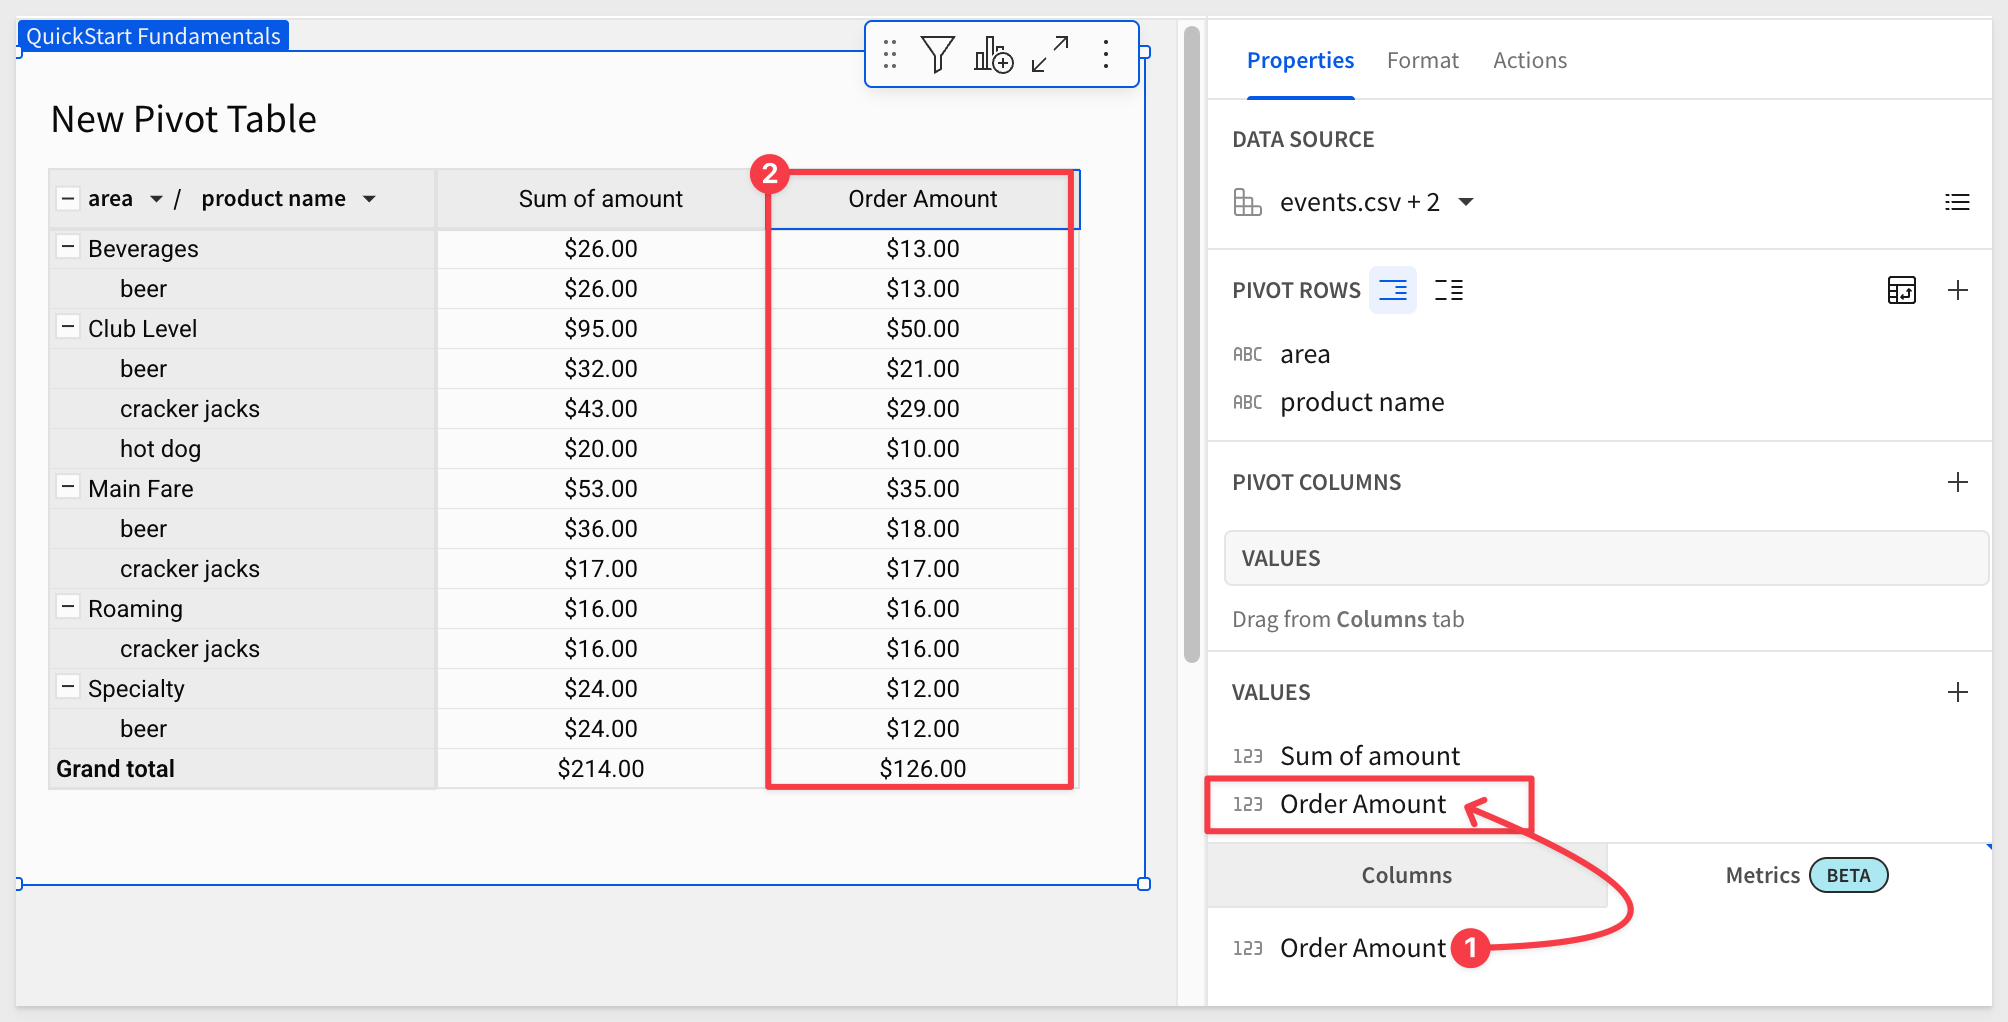 QuickStart Fundamentals
New Pivot Table
area / product name Sum of amount 2 Order Amount
Beverages $26.00 $13.00
beer $26.00 $13.00
Club Level $95.00 $50.00
beer $32.00 $21.00
cracker jacks $43.00 $29.00
hot dog $20.00 $10.00
Main Fare $53.00 $35.00
beer $36.00 $18.00
cracker jacks $17.00 $17.00
Roaming $16.00 $16.00
cracker jacks $16.00 $16.00
Specialty $24.00 $12.00
beer $24.00 $12.00
Grand total $214.00 $126.00
Properties Format Actions
DATA SOURCE
events.csv + 2
PIVOT ROWS
ABC area
ABC product name
PIVOT COLUMNS
VALUES
Drag from Columns tab
VALUES
123 Sum of amount
123 Order Amount
Columns Metrics BETA
123 Order Amount 1